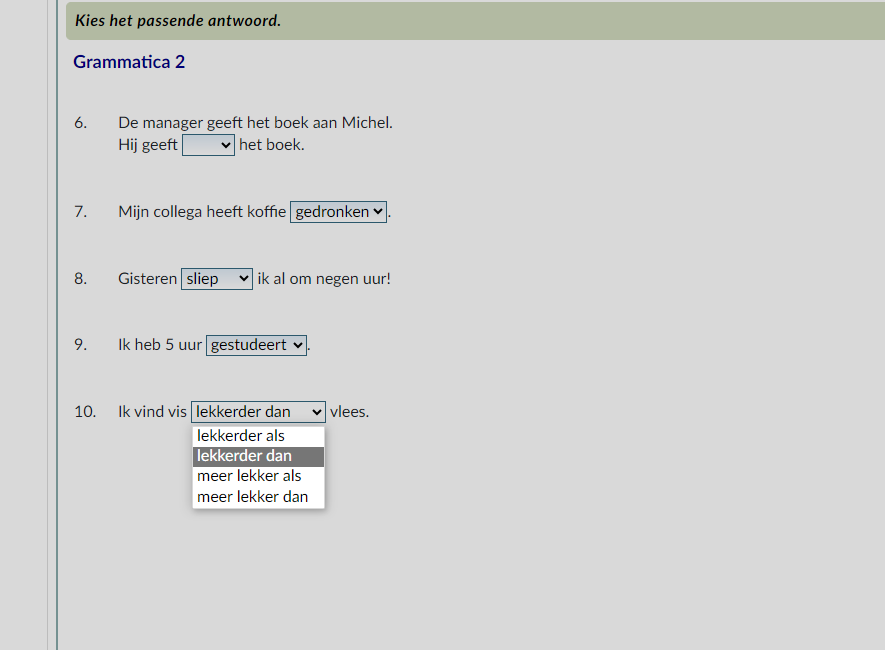 Kies het passende antwoord.
Grammatica 2
6. De manager geeft het boek aan Michel.
Hij geeft het boek.
7. Mijn collega heeft koffie gedronken.
8. Gisteren sliep ik al om negen uur!
9. Ik heb 5 uur gestudeert.
10. Ik vind vis lekkerder dan vlees.
lekkerder als
lekkerder dan
meer lekker als
meer lekker dan